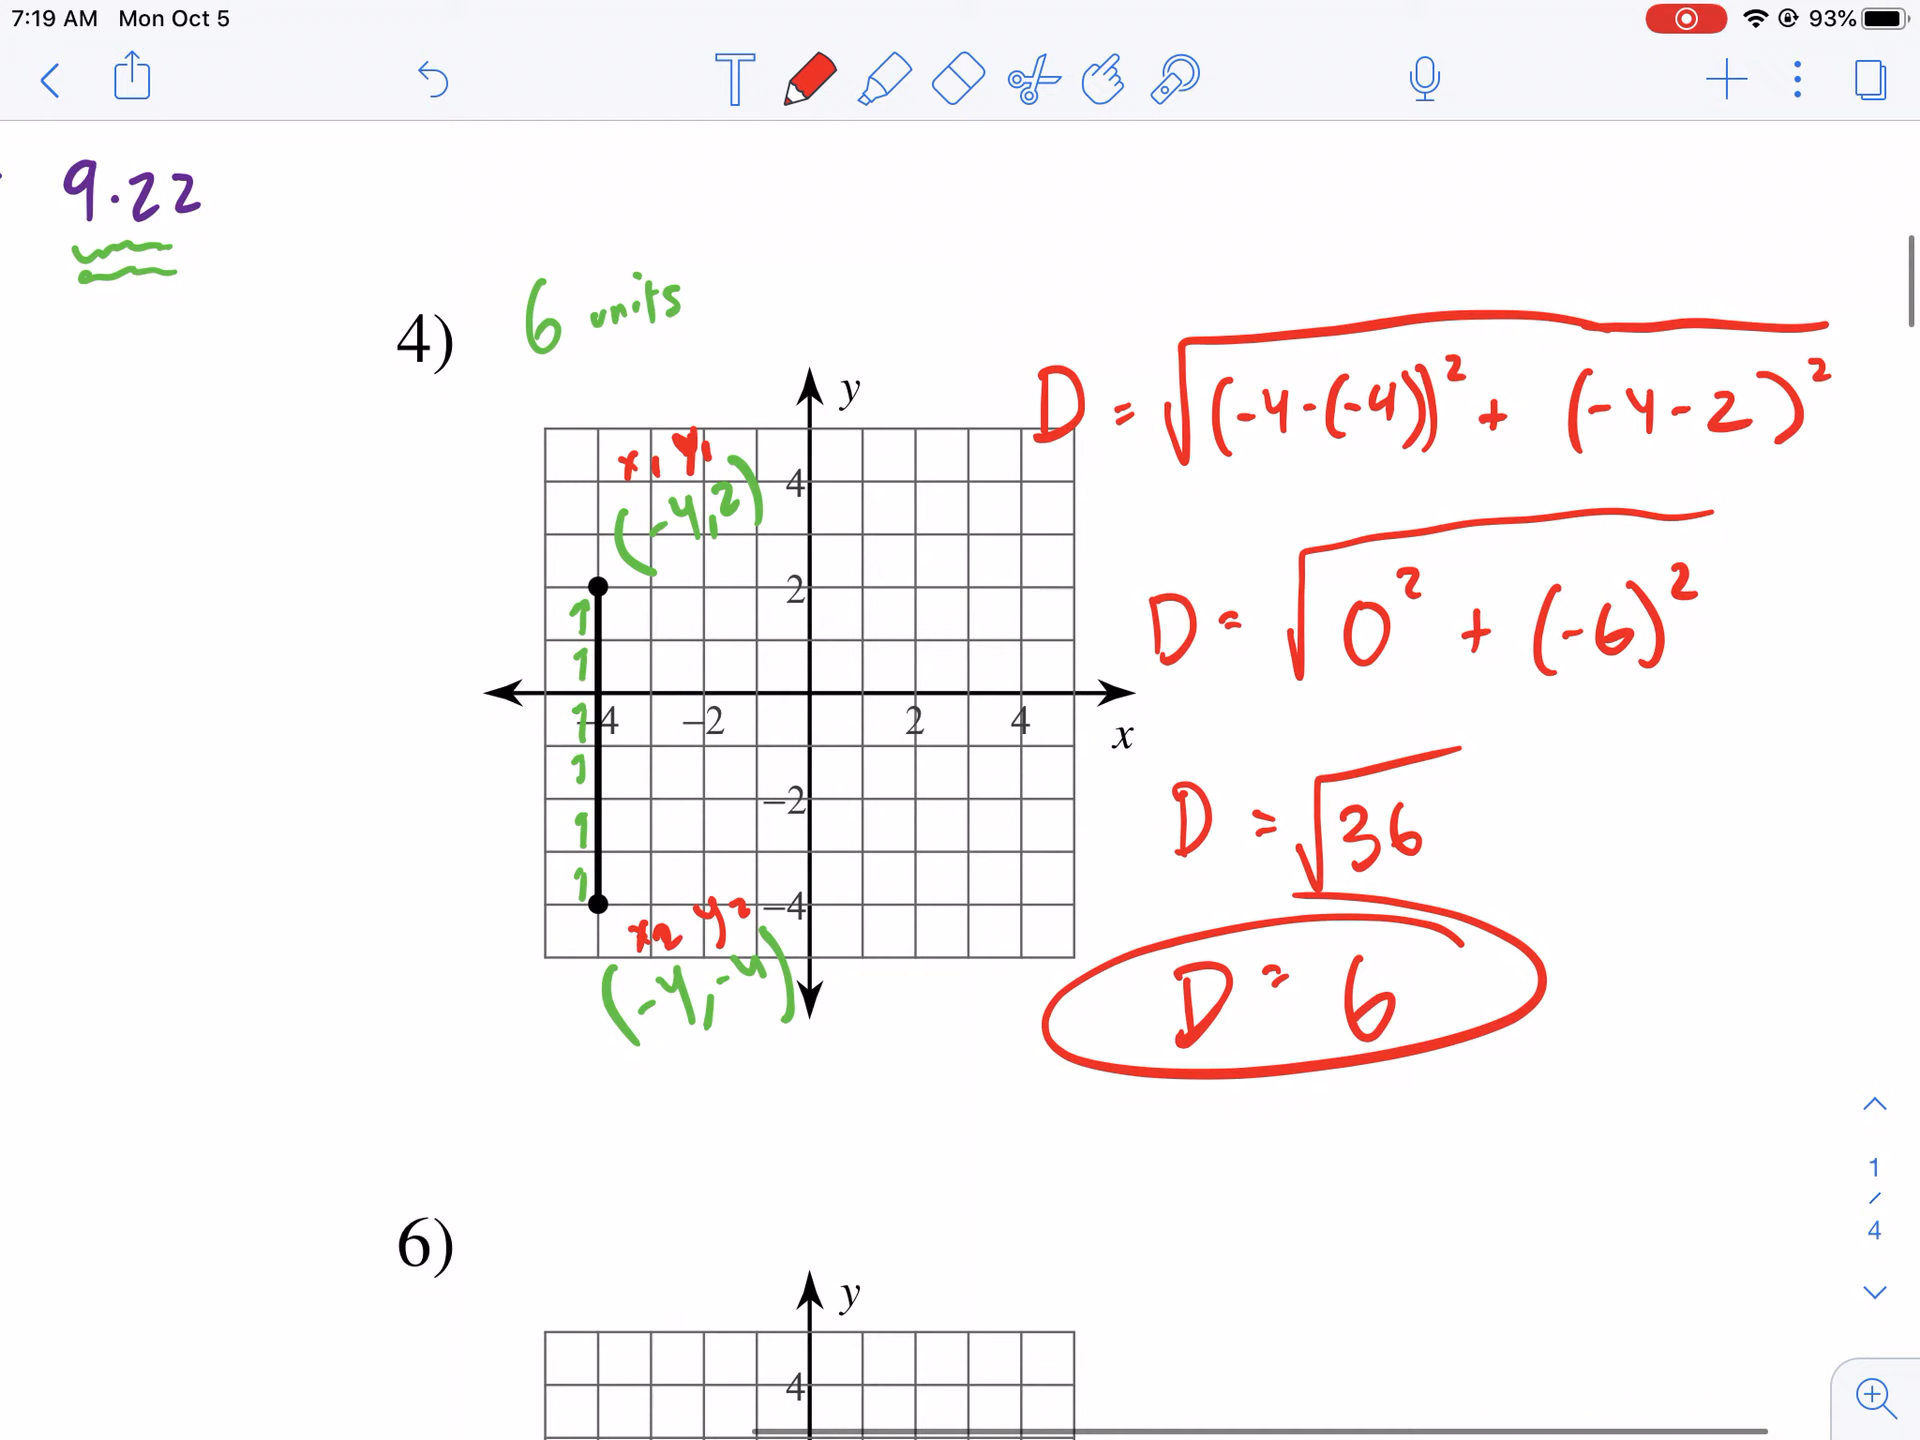 7:19 AM Mon Oct 5 93%
T
9.22
4) 6 units
D = √(-4-(-4))² + (-4-2)²
y
x₁ y₁
(-4,2)
4
2
D = √0² + (-6)²
1
1
1
1
1
1
-4 -2 2 4
x
-2
D = √36
-4
x₂ y₂
(-4,-4)
D = 6
1
/
4
6)
y
4